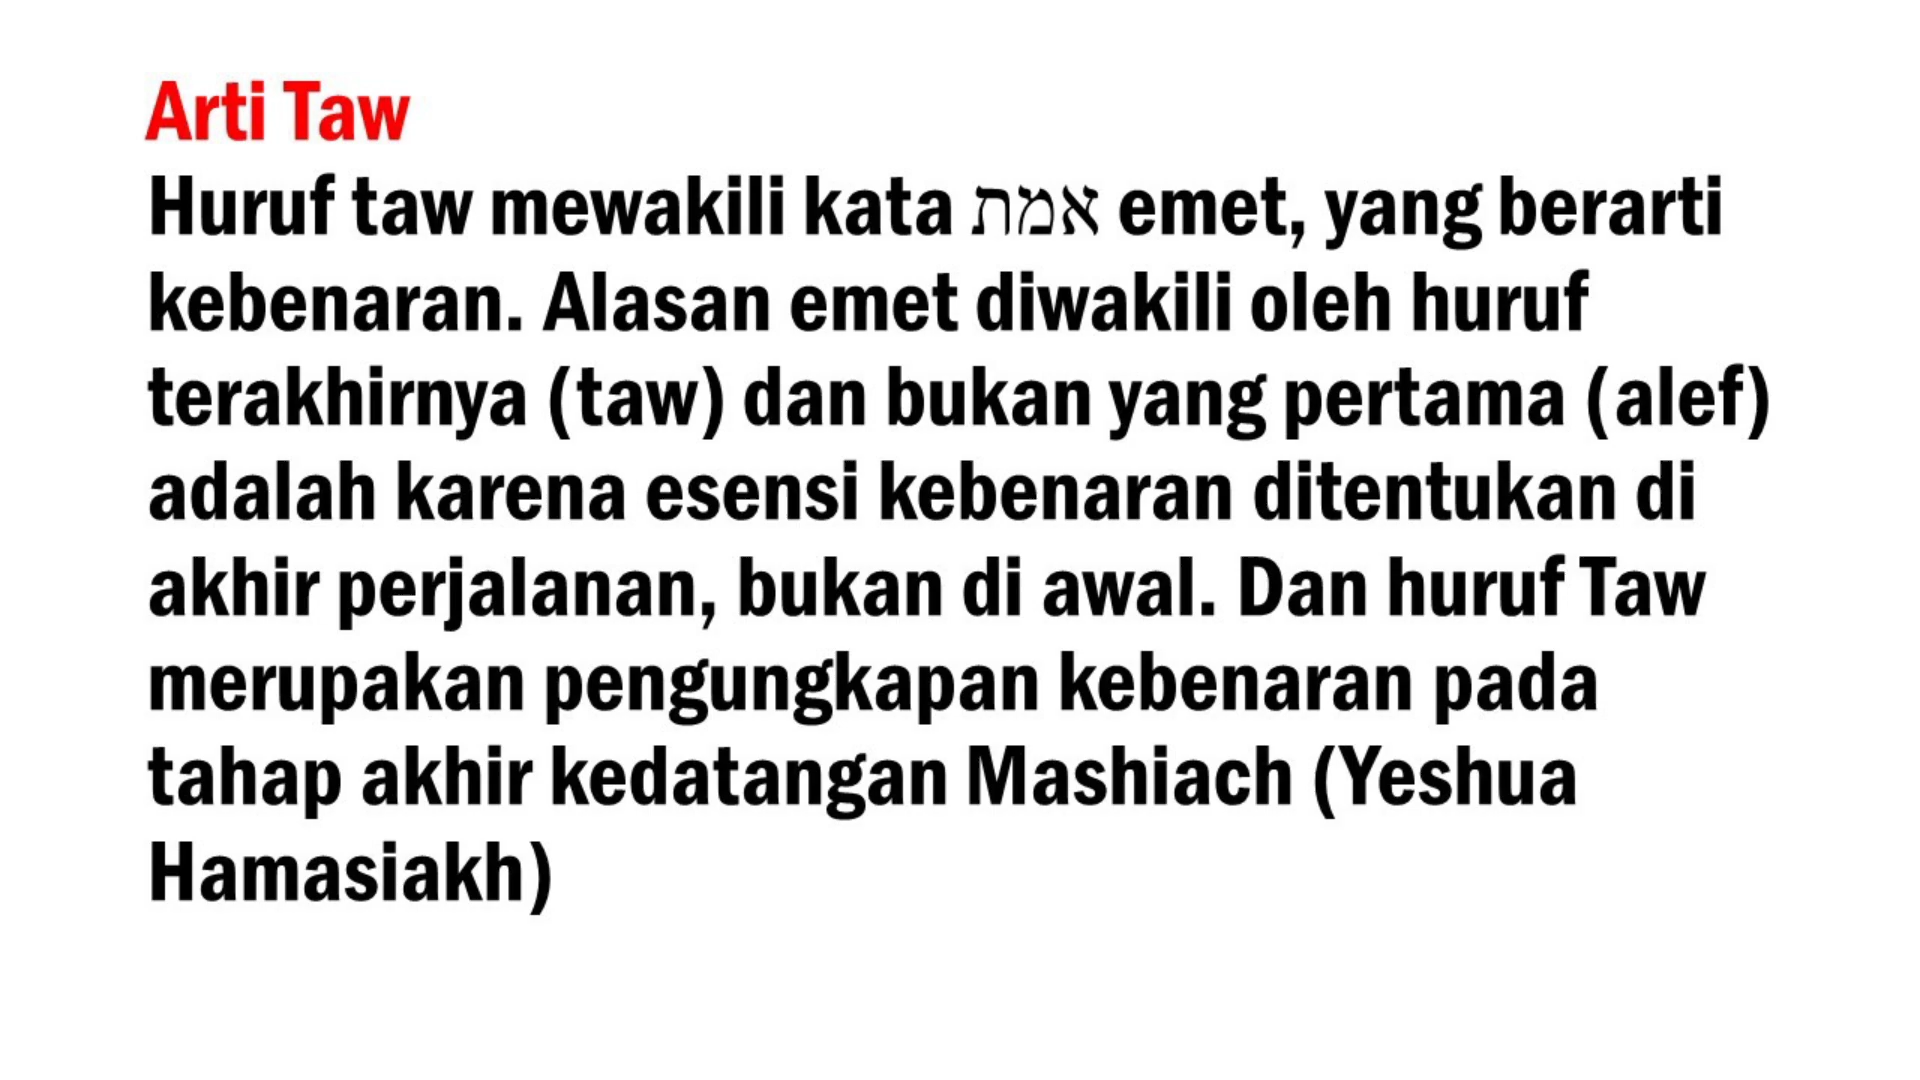 Arti Taw
Huruf taw mewakili kata אמת emet, yang berarti
kebenaran. Alasan emet diwakili oleh huruf
terakhirnya (taw) dan bukan yang pertama (alef)
adalah karena esensi kebenaran ditentukan di
akhir perjalanan, bukan di awal. Dan huruf Taw
merupakan pengungkapan kebenaran pada
tahap akhir kedatangan Mashiach (Yeshua
Hamasiakh)